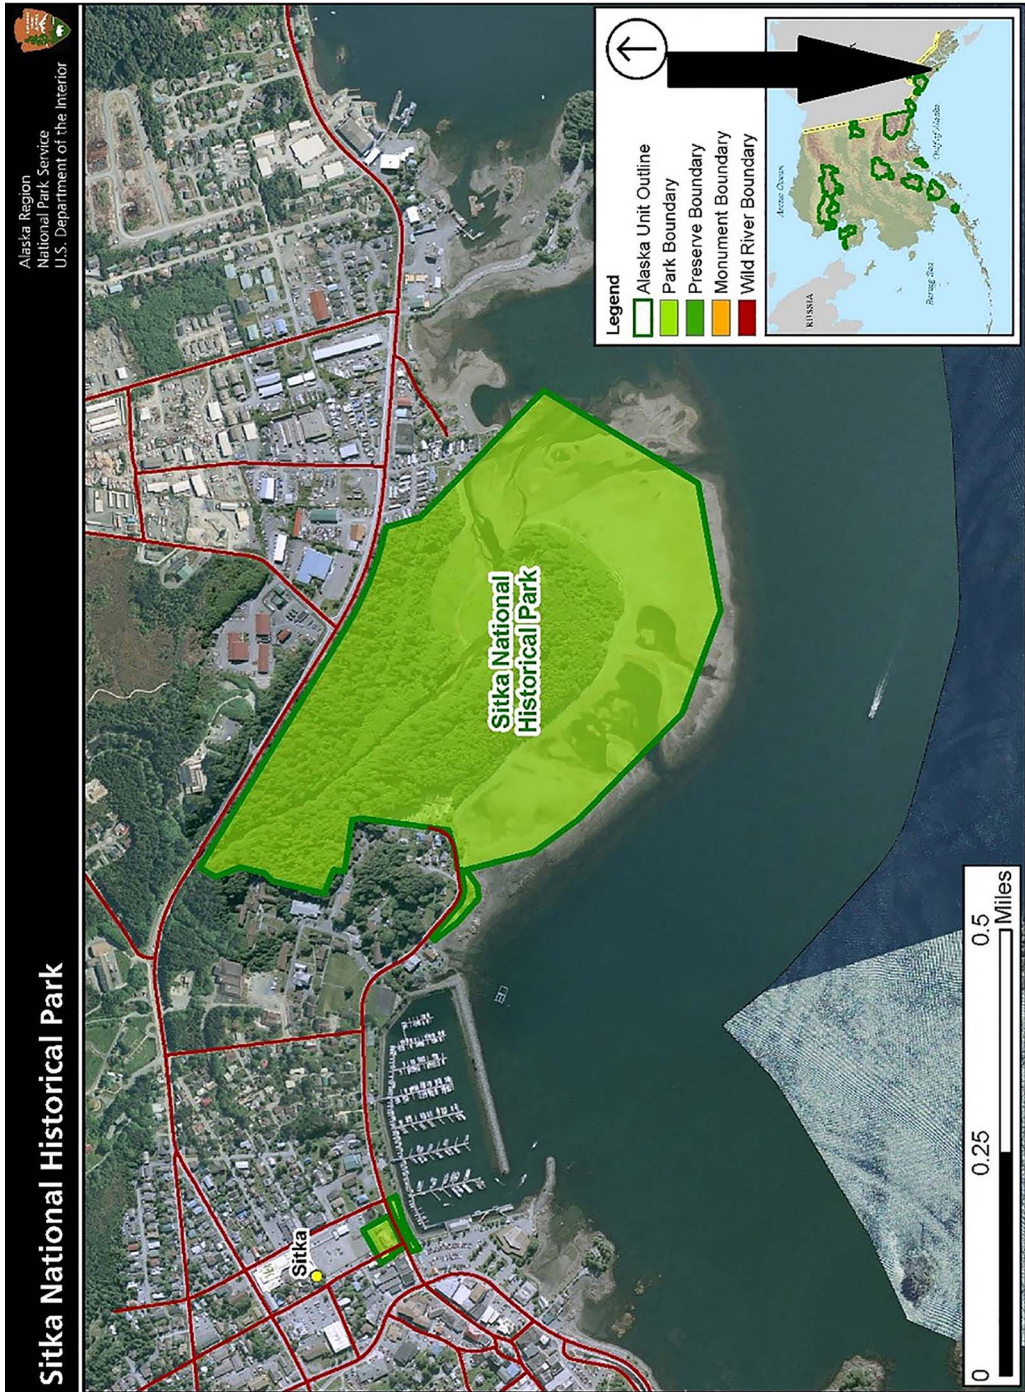 Sitka National Historical Park
Alaska Region
National Park Service
U.S. Department of the Interior
Sitka
Sitka National
Historical Park
0
0.25
0.5
Miles
Legend
Alaska Unit Outline
Park Boundary
Preserve Boundary
Monument Boundary
Wild River Boundary
Arctic Ocean
RUSSIA
Bering Sea
Gulf of Alaska